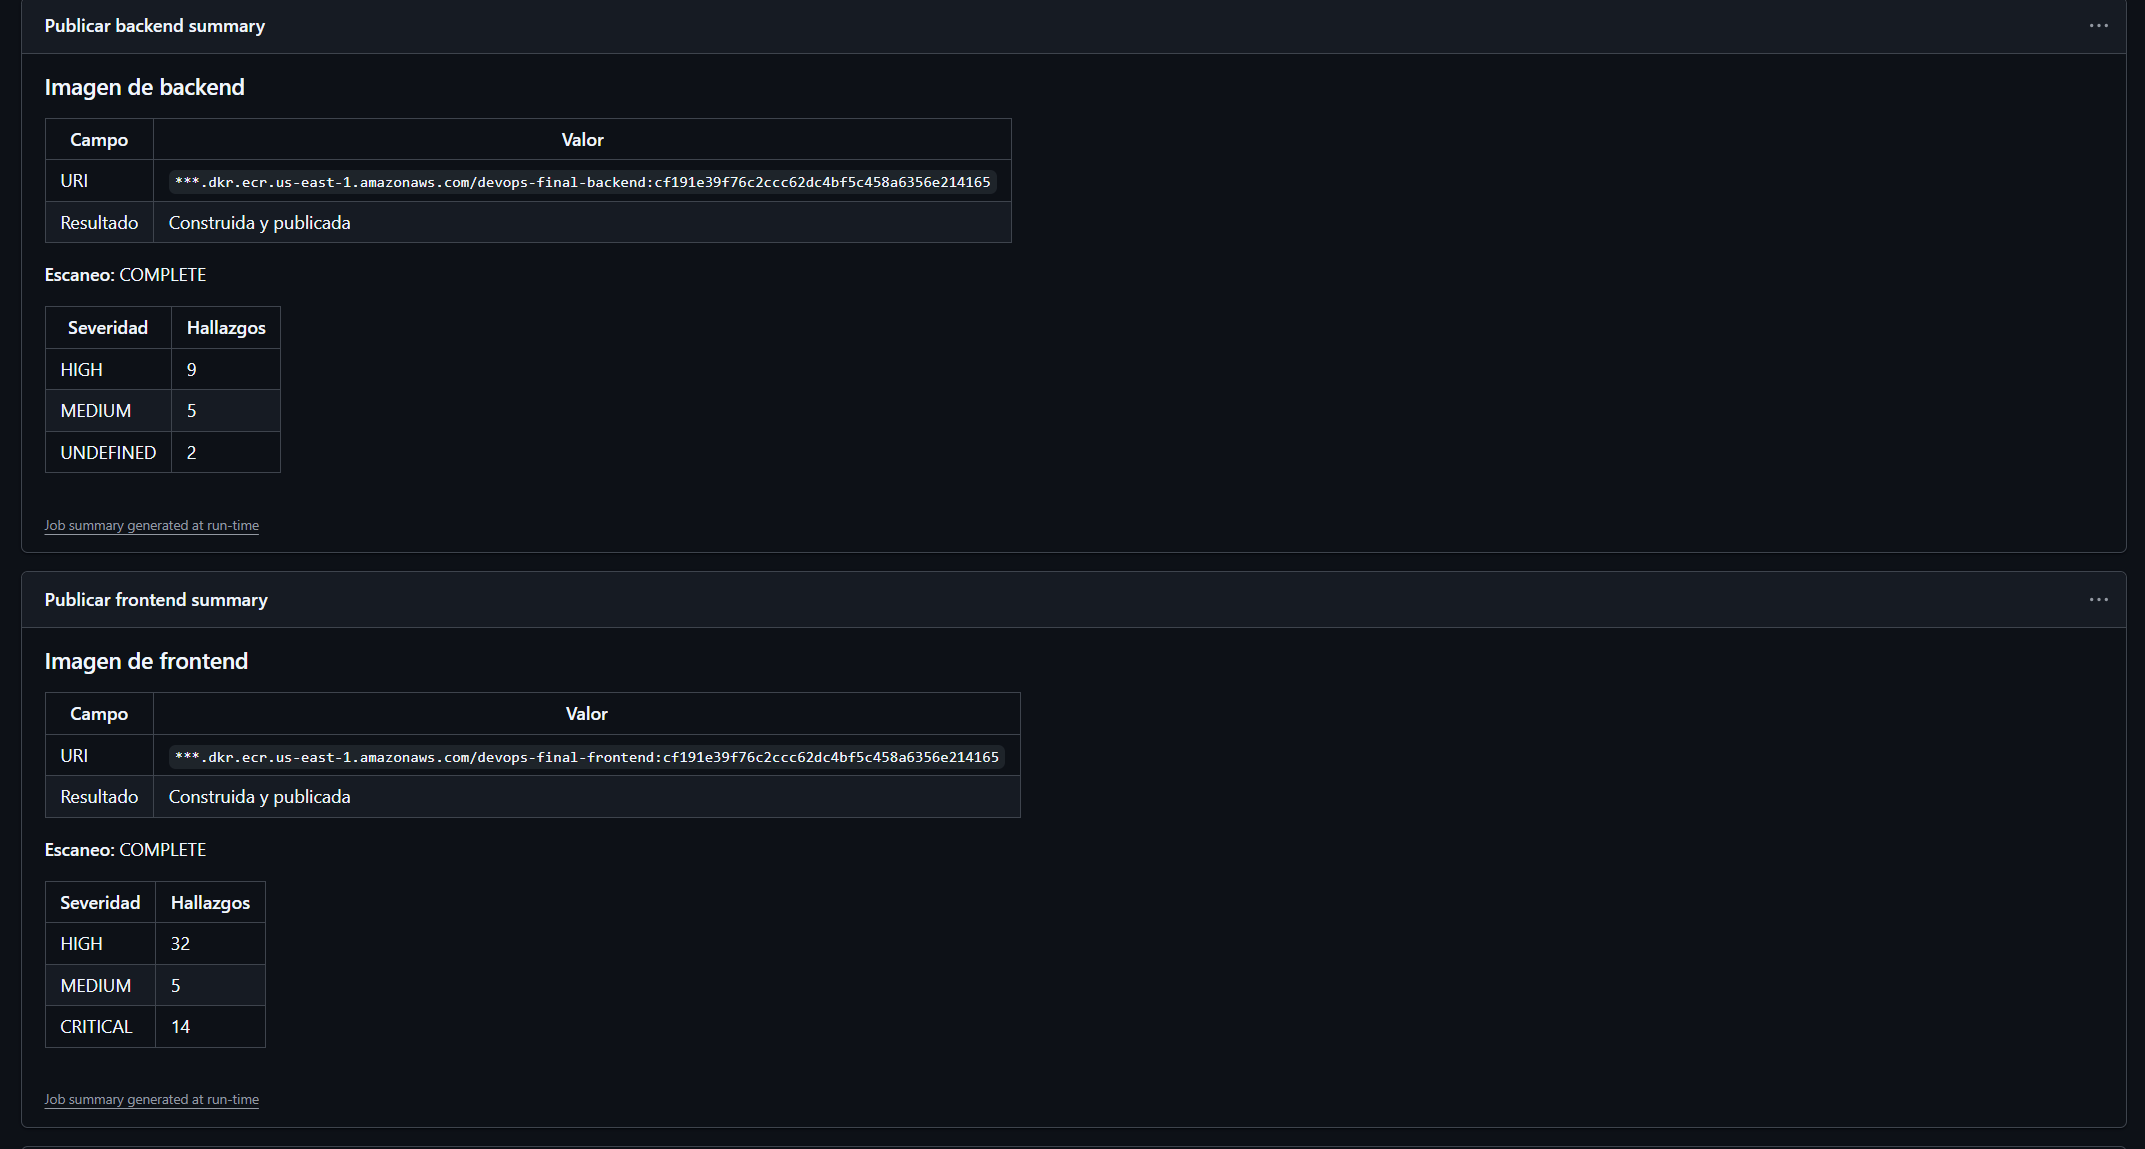 Publicar backend summary
Imagen de backend
Campo Valor
URI ***.dkr.ecr.us-east-1.amazonaws.com/devops-final-backend:cf191e39f76c2ccc62dc4bf5c458a6356e214165
Resultado Construida y publicada
Escaneo: COMPLETE
Severidad Hallazgos
HIGH 9
MEDIUM 5
UNDEFINED 2
Job summary generated at run-time
Publicar frontend summary
Imagen de frontend
Campo Valor
URI ***.dkr.ecr.us-east-1.amazonaws.com/devops-final-frontend:cf191e39f76c2ccc62dc4bf5c458a6356e214165
Resultado Construida y publicada
Escaneo: COMPLETE
Severidad Hallazgos
HIGH 32
MEDIUM 5
CRITICAL 14
Job summary generated at run-time